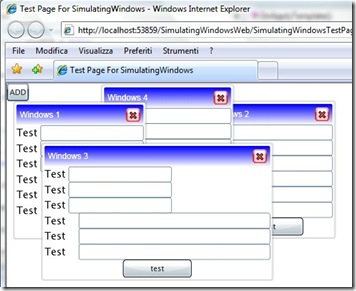 Test Page For SimulatingWindows - Windows Internet Explorer
http://localhost:53859/SimulatingWindowsWeb/SimulatingWindowsTestPag
File Modifica Visualizza Preferiti Strumenti ?
Test Page For SimulatingWindows
ADD
Windows 4
Windows 1
Windows 2
Test
Test
Test
Test
Test
Test
Windows 3
Test
Test
Test
Test
Test
Test
test
t